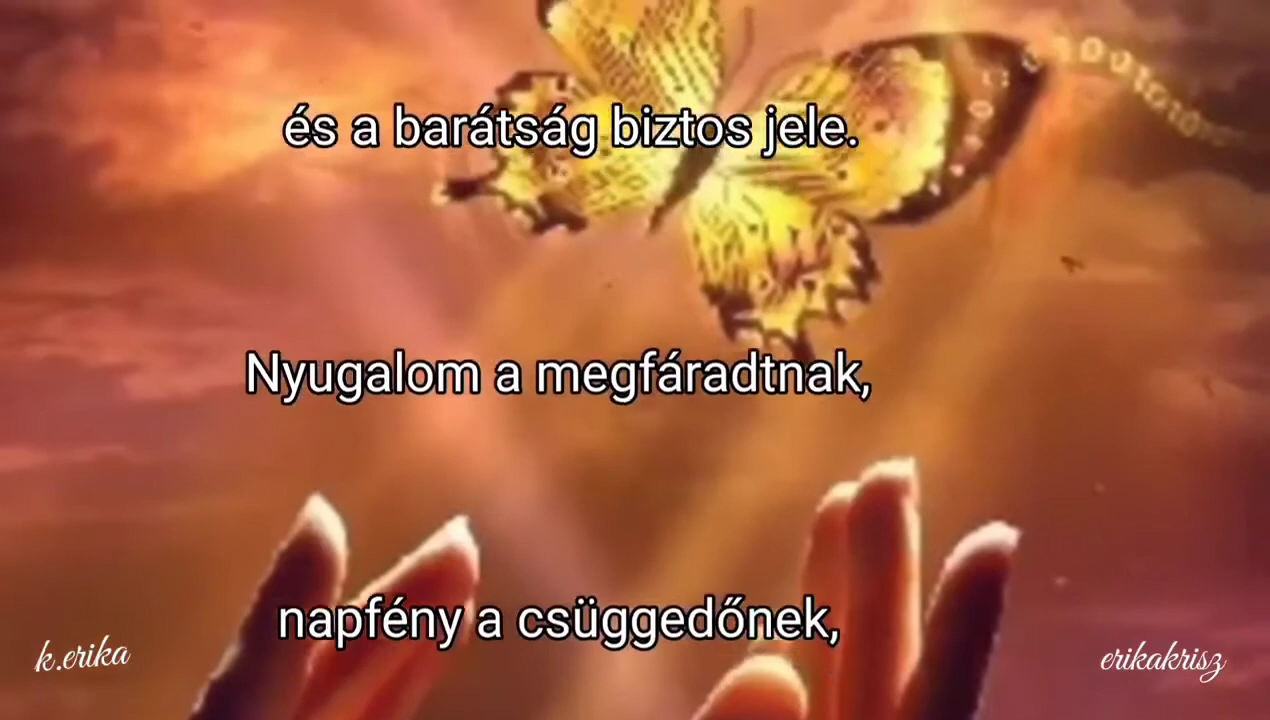 és a barátság biztos jele.
Nyugalom a megfáradtnak,
napfény a csüggedőnek,
k.erika
erikakrisz